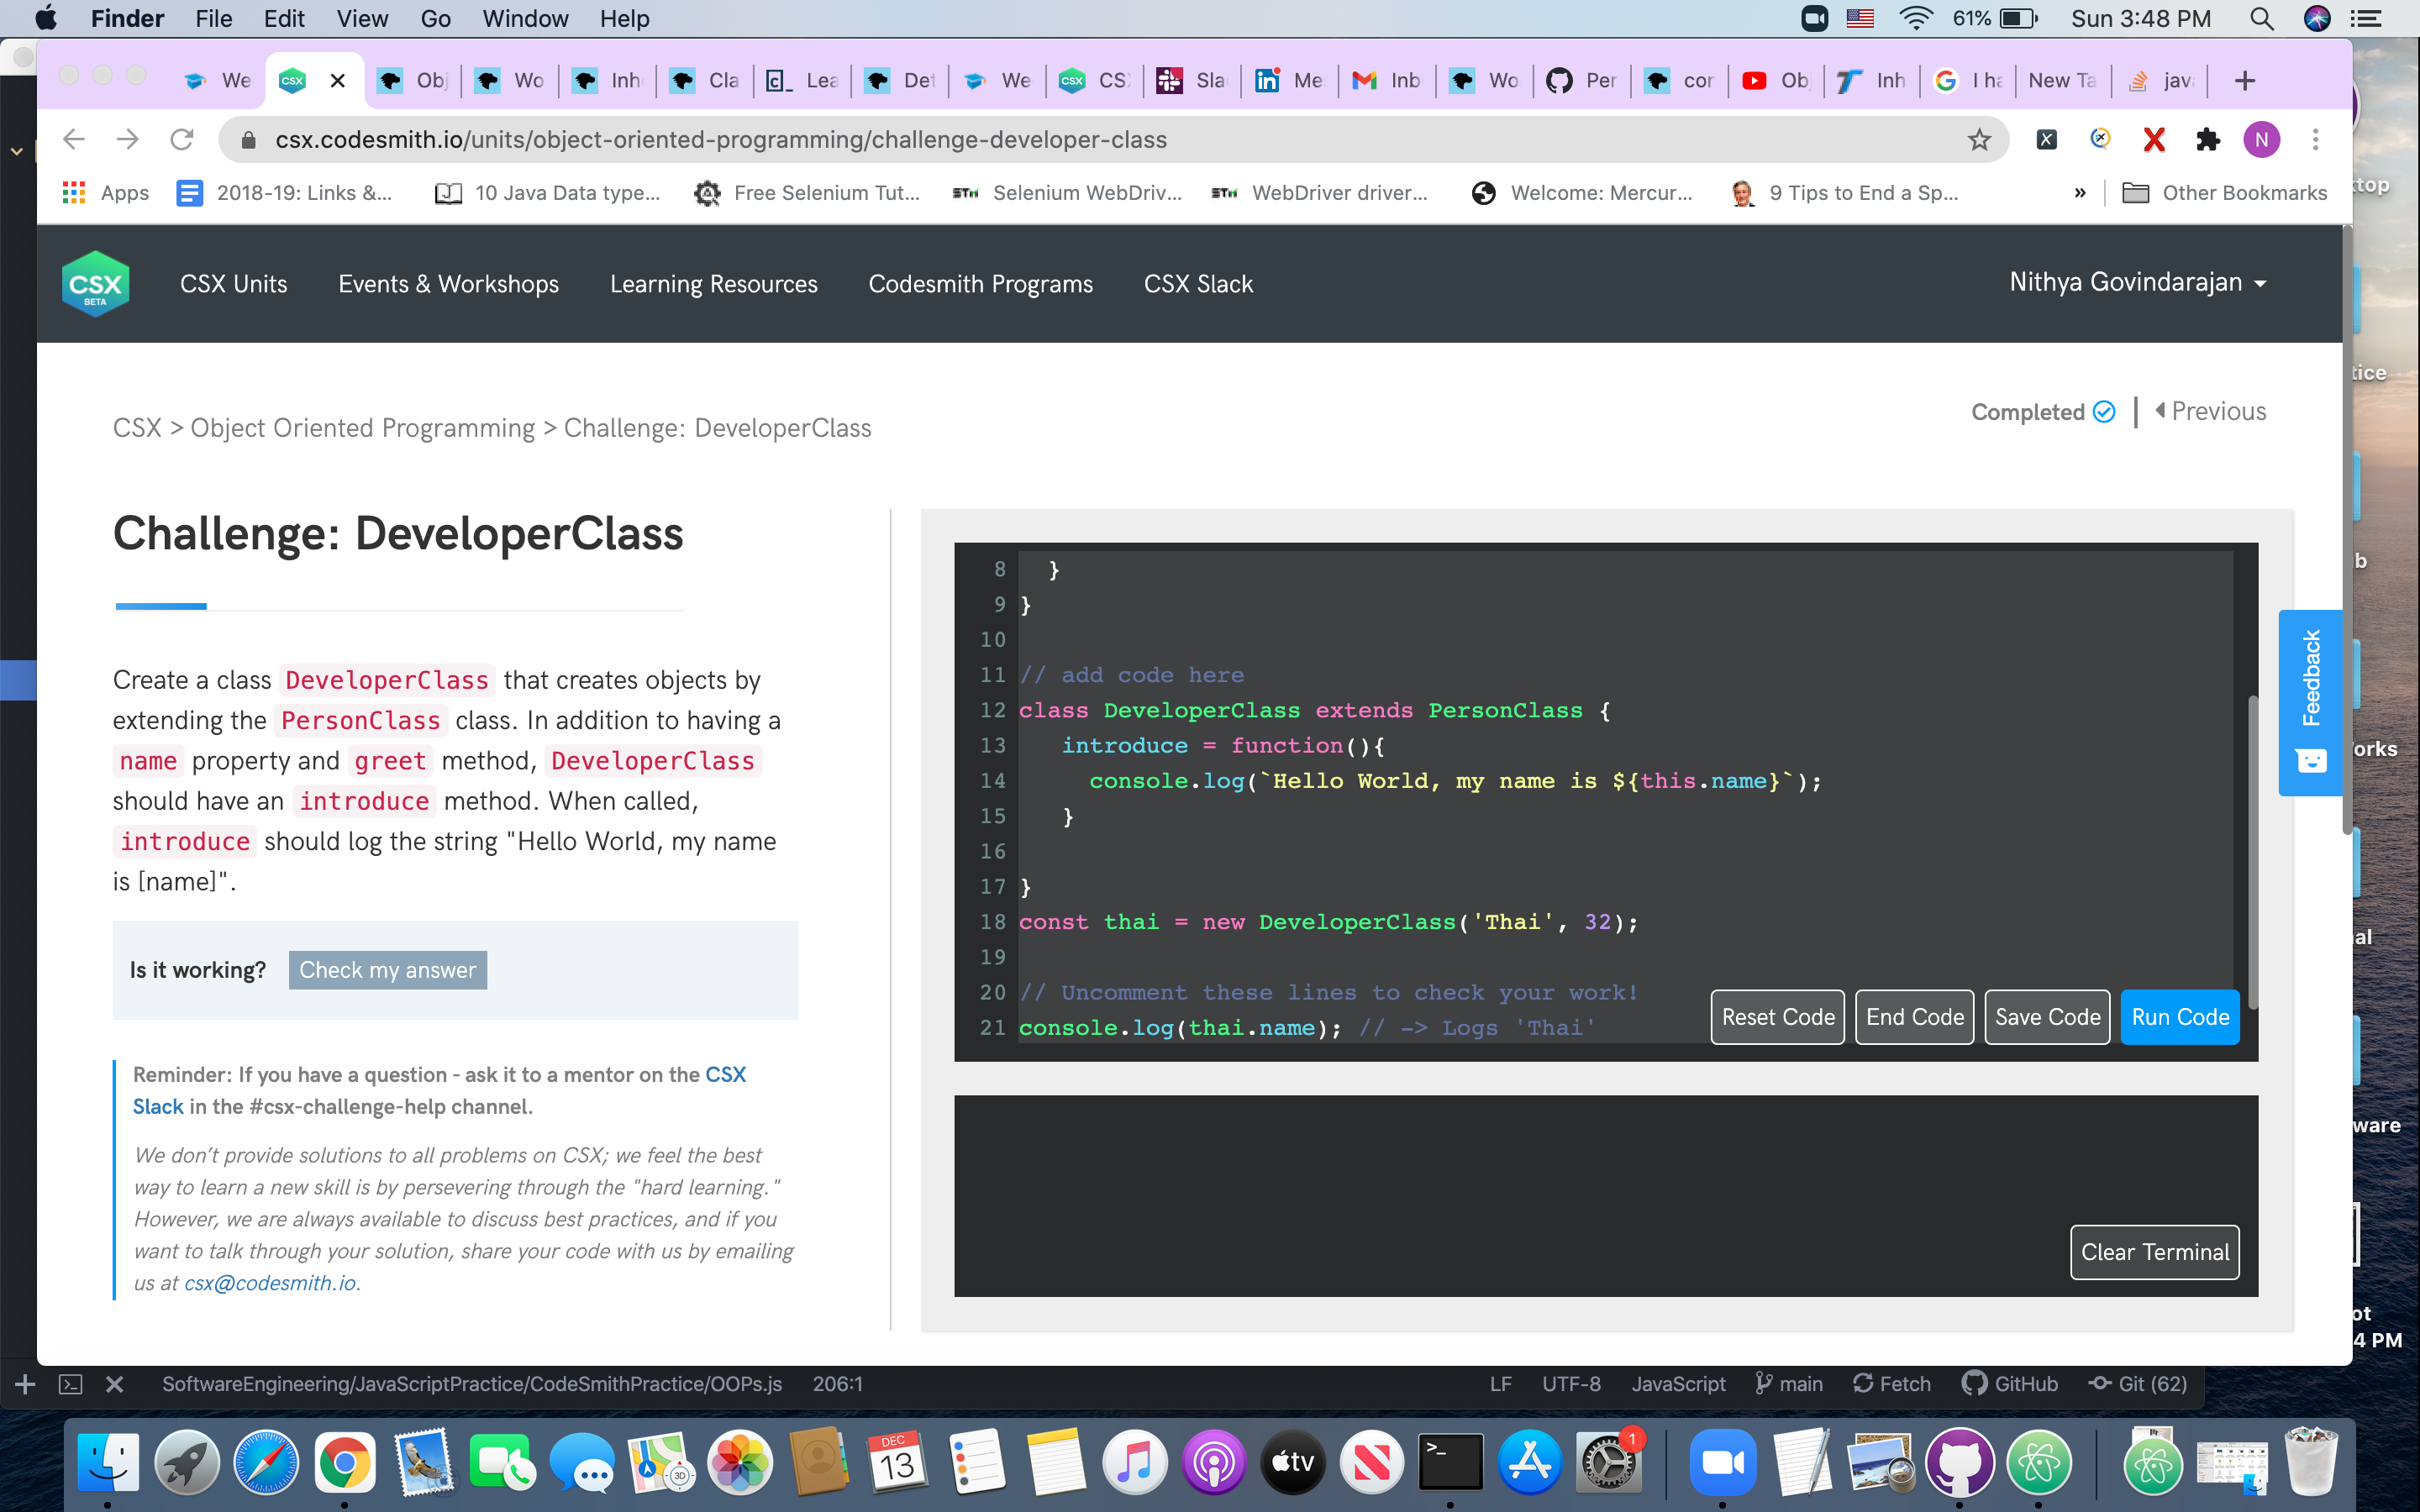 Finder File Edit View Go Window Help
61% Sun 3:48 PM
We
CSX
Obj
Wo
Inh
Cla
Lea
Det
We
CSX CS
Sla
Me
Inb
Wo
Per
cor
Ob
Inh
I ha
New Ta
jav
csx.codesmith.io/units/object-oriented-programming/challenge-developer-class
N
Apps
2018-19: Links &...
10 Java Data type...
Free Selenium Tut...
Selenium WebDriv...
WebDriver driver...
Welcome: Mercur...
9 Tips to End a Sp...
»
Other Bookmarks
CSX
BETA
CSX Units
Events & Workshops
Learning Resources
Codesmith Programs
CSX Slack
Nithya Govindarajan
CSX > Object Oriented Programming > Challenge: DeveloperClass
Completed
Previous
Challenge: DeveloperClass
Create a class DeveloperClass that creates objects by
extending the PersonClass class. In addition to having a
name property and greet method, DeveloperClass
should have an introduce method. When called,
introduce should log the string "Hello World, my name
is [name]".
Is it working? Check my answer
Reminder: If you have a question - ask it to a mentor on the CSX
Slack in the #csx-challenge-help channel.
We don't provide solutions to all problems on CSX; we feel the best
way to learn a new skill is by persevering through the "hard learning."
However, we are always available to discuss best practices, and if you
want to talk through your solution, share your code with us by emailing
us at csx@codesmith.io.
8 }
9 }
10
11 // add code here
12 class DeveloperClass extends PersonClass {
13 introduce = function(){
14 console.log(`Hello World, my name is ${this.name}`);
15 }
16
17 }
18 const thai = new DeveloperClass('Thai', 32);
19
20 // Uncomment these lines to check your work!
21 console.log(thai.name); // -> Logs 'Thai'
Reset Code
End Code
Save Code
Run Code
Clear Terminal
Feedback
top
tice
b
orks
al
ware
ot
4 PM
SoftwareEngineering/JavaScriptPractice/CodeSmithPractice/OOPs.js 206:1
LF UTF-8 JavaScript main Fetch GitHub Git (62)
3D
DEC
13
tv
>_
1